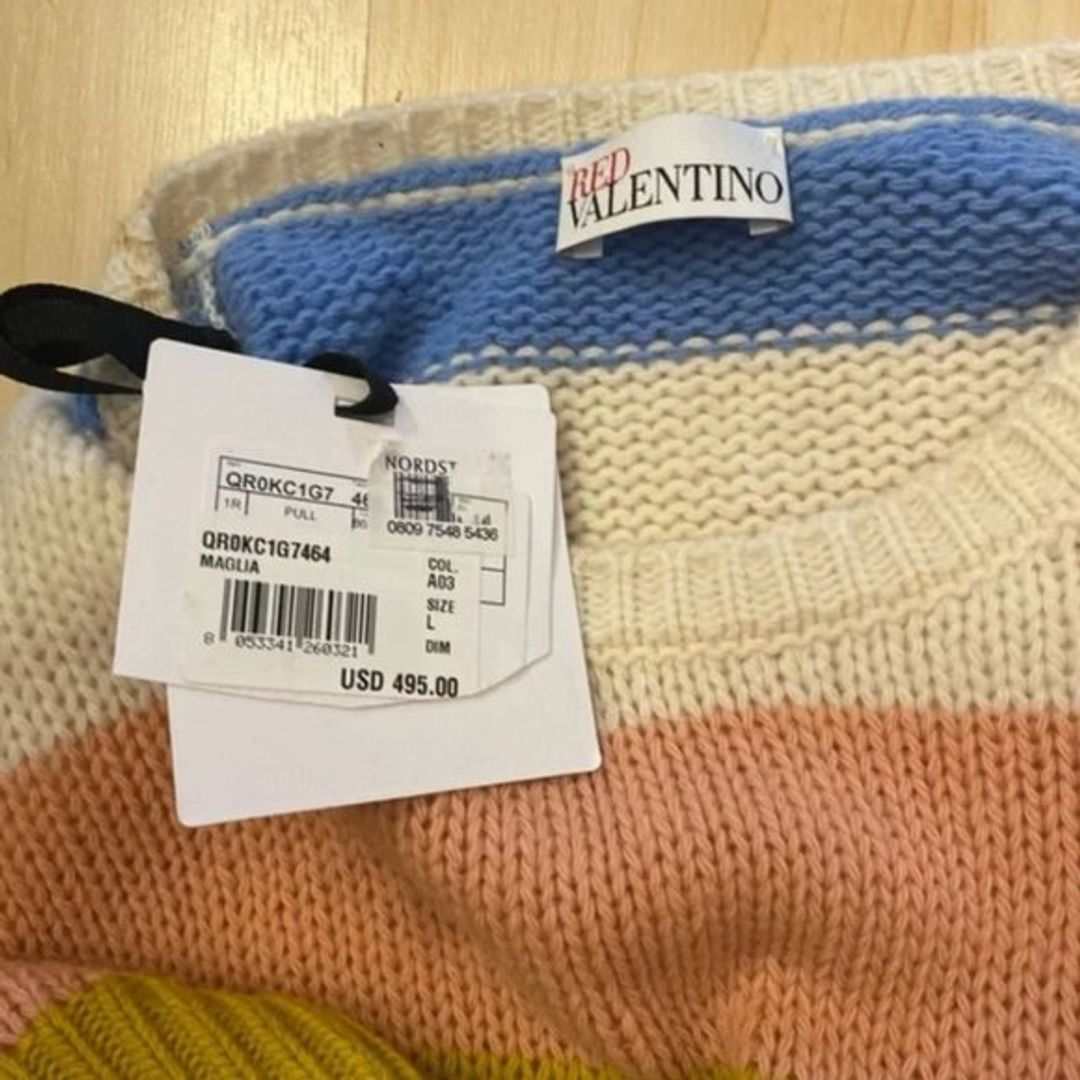 RED
VALENTINO
NORDST
QR0KC1G7 46
1R PULL
0809 7548 5436
QR0KC1G7464
MAGLIA
COL.
A03
SIZE
L
DIM
8 053341 260321
USD 495.00